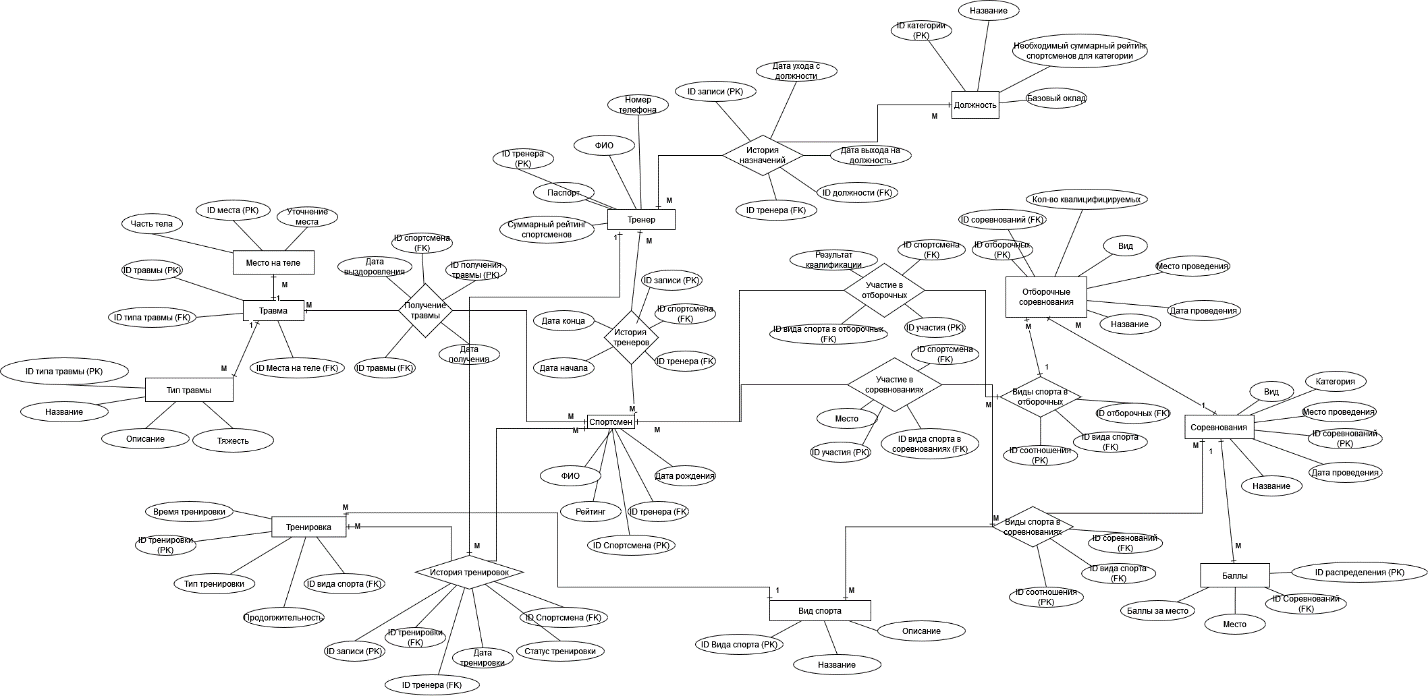 Название
ID категории
(PK)
Необходимый суммарный рейтинг
спортсменов для категории
Базовый оклад
Должность
M
Дата ухода с
должности
ID записи (PK)
История
назначений
Дата выхода на
должность
ID должности (FK)
ID тренера (FK)
Номер
телефона
ФИО
ID тренера
(PK)
Паспорт
Суммарный рейтинг
спортсменов
Тренер
M
1
M
ID места (PK)
Уточнение
места
Часть тела
Место на теле
M
ID травмы (PK)
1
Травма
M
ID типа травмы (FK)
1
ID Места на теле (FK)
M
ID типа травмы (PK)
Тип травмы
Название
Описание
Тяжесть
ID спортсмена
(FK)
Дата
выздоровления
ID получения
травмы (PK)
Получение
травмы
Дата
получения
ID травмы (FK)
ID записи (PK)
ID спортсмена
(FK)
Дата конца
История
тренеров
ID тренера (FK)
Дата начала
M
M
M
Спортсмен
M
ФИО
Дата рождения
Рейтинг
ID тренера (FK
ID Спортсмена (PK)
Результат
квалификации
ID спортсмена
(FK)
Участие в
отборочных
ID вида спорта в отборочных
(FK)
ID участия (PK)
ID спортсмена
(FK)
Участие в
соревнованиях
Место
ID участия (PK)
ID вида спорта в
соревнованиях (FK)
Кол-во квалицифицируемых
ID соревнований (FK)
ID отборочных
(PK)
Вид
Место проведения
Отборочные
соревнования
Дата проведения
Название
M
M
1
M
Виды спорта в
отборочных
ID отборочных (FK)
ID вида спорта
(FK)
ID соотношения
(PK)
Категория
Вид
Место проведения
1
Соревнования
ID соревнований
(PK)
M
1
Дата проведения
Название
M
Виды спорта в
соревнованиях
ID соревнований
(FK)
ID вида спорта
(FK)
ID соотношения
(PK)
M
Баллы
ID распределения (PK)
Баллы за место
ID Соревнований
(FK)
Место
Время тренировки
M
Тренировка
M
ID тренировки
(PK)
Тип тренировки
ID вида спорта (FK)
Продолжительность
M
История тренировок
ID Спортсмена (FK)
ID тренировки
(FK)
ID записи (PK)
Дата
тренировки
Статус тренировки
ID тренера (FK)
1
M
Вид спорта
ID Вида спорта (PK)
Описание
Название